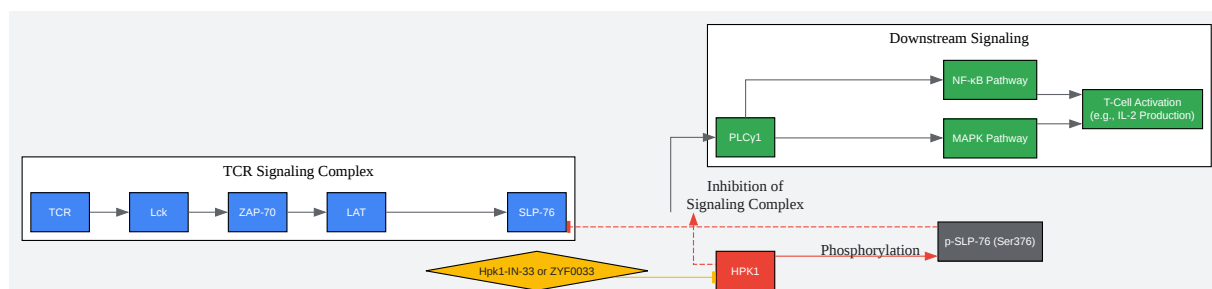 Downstream Signaling
NF-κB Pathway
T-Cell Activation
(e.g., IL-2 Production)
PLCγ1
MAPK Pathway
TCR Signaling Complex
TCR
Lck
ZAP-70
LAT
SLP-76
Inhibition of
Signaling Complex
p-SLP-76 (Ser376)
Phosphorylation
Hpk1-IN-33 or ZYF0033
HPK1